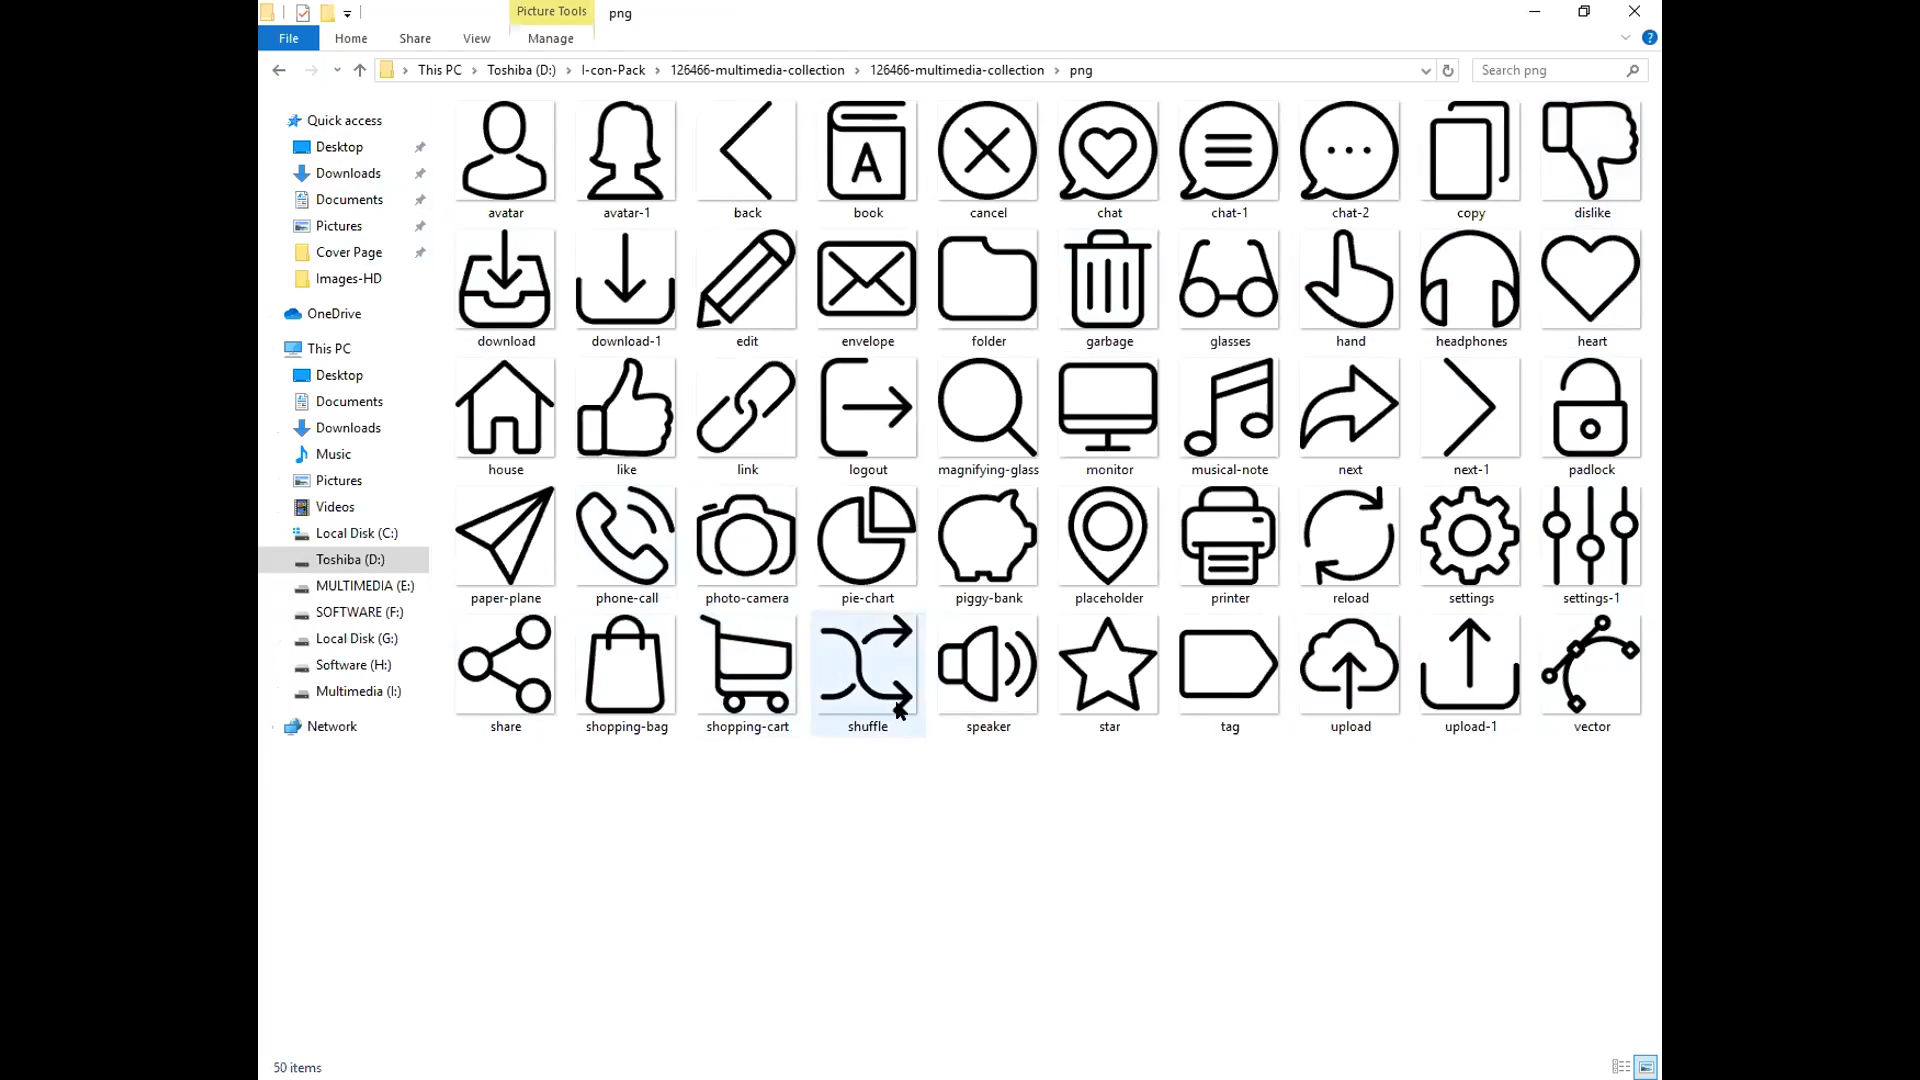 Picture Tools
png
File
Home
Share
View
Manage
This PC
Toshiba (D:)
I-con-Pack
126466-multimedia-collection
126466-multimedia-collection
png
Search png
Quick access
Desktop
Downloads
Documents
Pictures
Cover Page
Images-HD
OneDrive
This PC
Desktop
Documents
Downloads
Music
Pictures
Videos
Local Disk (C:)
Toshiba (D:)
MULTIMEDIA (E:)
SOFTWARE (F:)
Local Disk (G:)
Software (H:)
Multimedia (I:)
Network
A
avatar
avatar-1
back
book
cancel
chat
chat-1
chat-2
copy
dislike
download
download-1
edit
envelope
folder
garbage
glasses
hand
headphones
heart
house
like
link
logout
magnifying-glass
monitor
musical-note
next
next-1
padlock
paper-plane
phone-call
photo-camera
pie-chart
piggy-bank
placeholder
printer
reload
settings
settings-1
share
shopping-bag
shopping-cart
shuffle
speaker
star
tag
upload
upload-1
vector
50 items